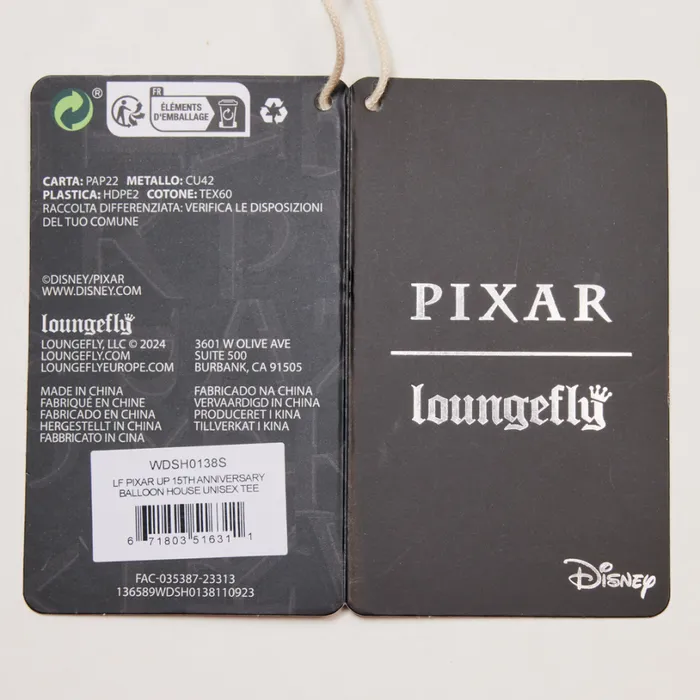 ®
FR
ÉLÉMENTS
D'EMBALLAGE
CARTA: PAP22 METALLO: CU42
PLASTICA: HDPE2 COTONE: TEX60
RACCOLTA DIFFERENZIATA: VERIFICA LE DISPOSIZIONI
DEL TUO COMUNE
©DISNEY/PIXAR
WWW.DISNEY.COM
loungefly
LOUNGEFLY, LLC © 2024
LOUNGEFLY.COM
LOUNGEFLYEUROPE.COM
3601 W OLIVE AVE
SUITE 500
BURBANK, CA 91505
MADE IN CHINA
FABRIQUÉ EN CHINE
FABRICADO EN CHINA
HERGESTELLT IN CHINA
FABBRICATO IN CINA
FABRICADO NA CHINA
VERVAARDIGD IN CHINA
PRODUCERET I KINA
TILLVERKAT I KINA
WDSH0138S
LF PIXAR UP 15TH ANNIVERSARY
BALLOON HOUSE UNISEX TEE
6 71803 51631 1
FAC-035387-23313
136589WDSH0138110923
PIXAR
loungefly
Disney